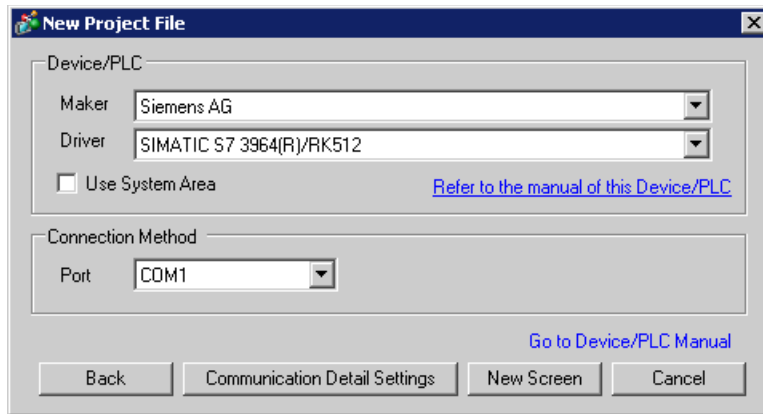 New Project File
Device/PLC
Maker Siemens AG
Driver SIMATIC S7 3964(R)/RK512
Use System Area Refer to the manual of this Device/PLC
Connection Method
Port COM1
Go to Device/PLC Manual
Back Communication Detail Settings New Screen Cancel